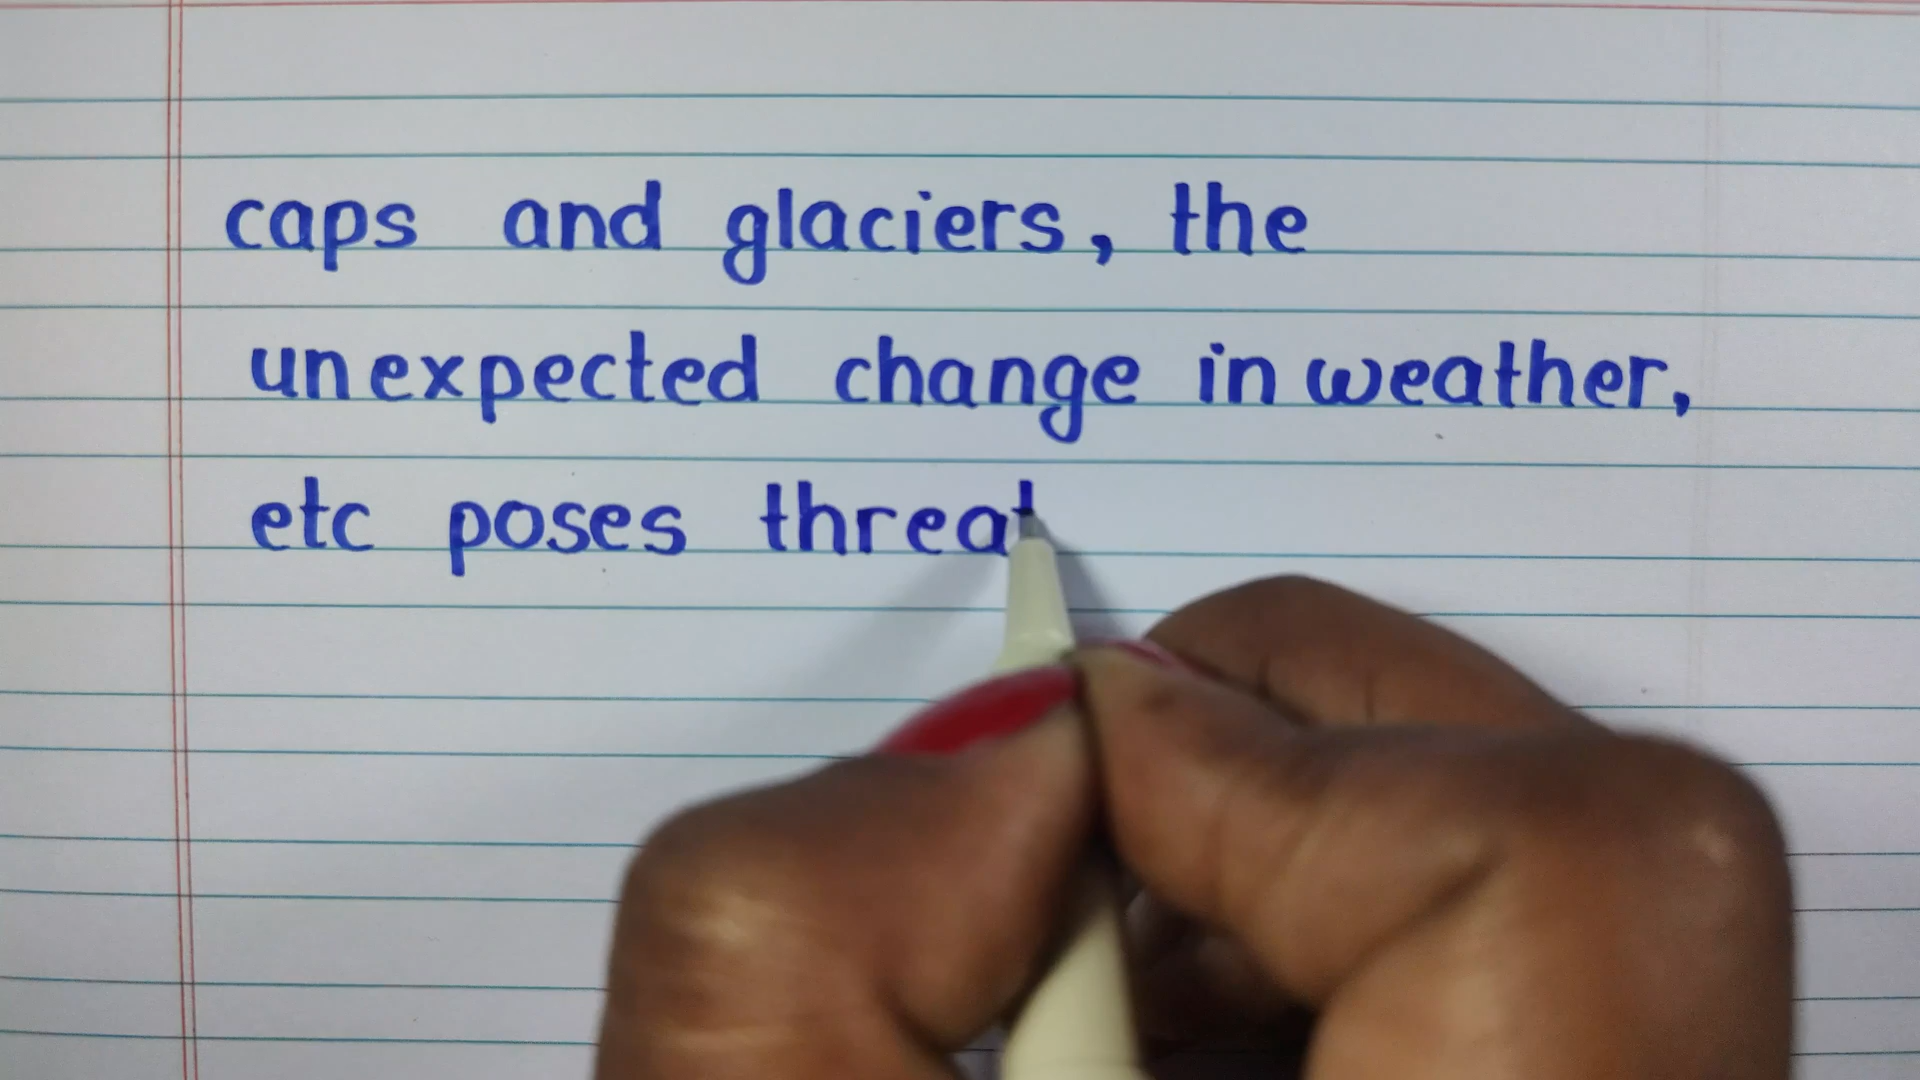 caps and glaciers, the
unexpected change in weather,
etc poses threat